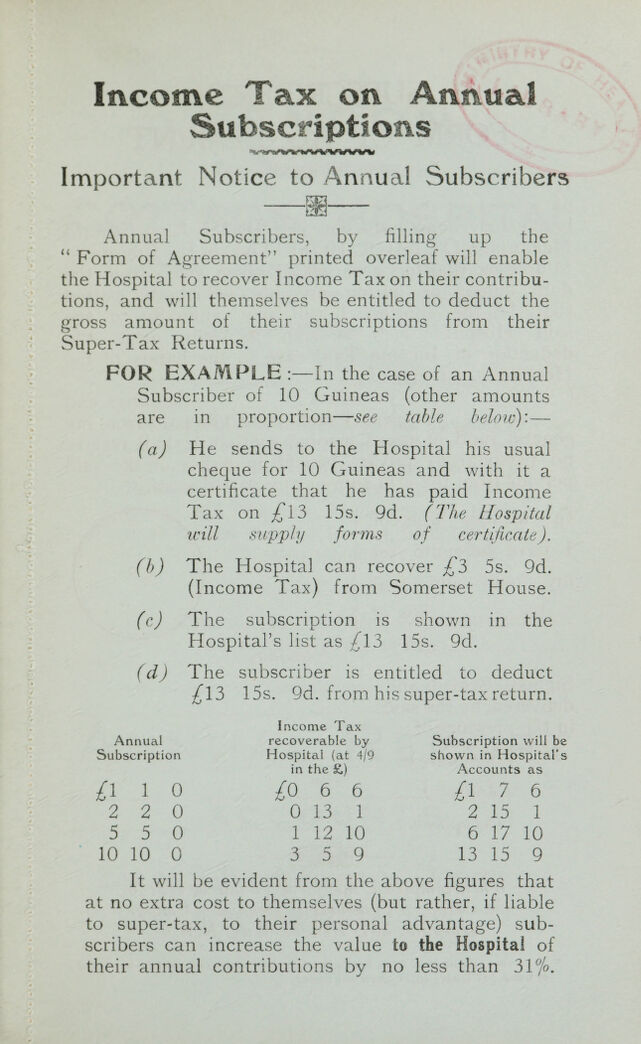 MINISTRY OF HEALTH
LIBRARY
Income Tax on Annual
Subscriptions
Important Notice to Annual Subscribers
Annual Subscribers, by filling up the
“ Form of Agreement” printed overleaf will enable
the Hospital to recover Income Tax on their contribu-
tions, and will themselves be entitled to deduct the
gross amount of their subscriptions from their
Super-Tax Returns.
FOR EXAMPLE :—In the case of an Annual
Subscriber of 10 Guineas (other amounts
are in proportion—see table below):—
(a) He sends to the Hospital his usual
cheque for 10 Guineas and with it a
certificate that he has paid Income
Tax on £13 15s. 9d. (The Hospital
will supply forms of certificate).
(b) The Hospital can recover £3 5s. 9d.
(Income Tax) from Somerset House.
(c) The subscription is shown in the
Hospital's list as £13 15s. 9d.
(d) The subscriber is entitled to deduct
£13 15s. 9d. from his super-tax return.
Annual
Subscription
Income Tax
recoverable by
Hospital (at 4/9
in the £)
Subscription will be
shown in Hospital's
Accounts as
£1 1 0 £0 6 6 £1 7 6
2 2 0 0 13 1 2 15 1
5 5 0 1 12 10 6 17 10
10 10 0 3 5 9 13 15 9
It will be evident from the above figures that
at no extra cost to themselves (but rather, if liable
to super-tax, to their personal advantage) sub-
scribers can increase the value to the Hospital of
their annual contributions by no less than 31%.